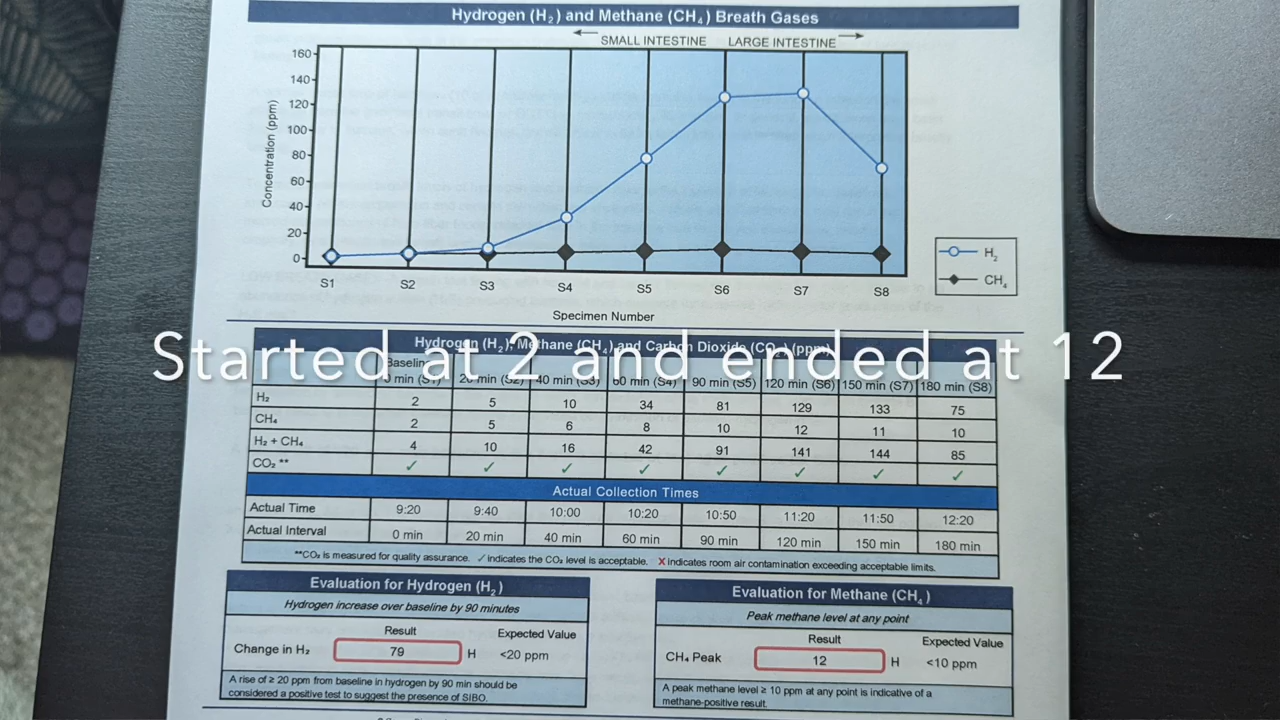 Hydrogen (H₂) and Methane (CH₄) Breath Gases
SMALL INTESTINE LARGE INTESTINE
Concentration (ppm)
160
140
120
100
80
60
40
20
0
S1 S2 S3 S4 S5 S6 S7 S8
Specimen Number
H₂
CH₄
Started at 2 and ended at 12
Hydrogen (H₂), Methane (CH₄) and Carbon Dioxide (CO₂) (ppm)
Baseline
0 min (S1) 20 min (S2) 40 min (S3) 60 min (S4) 90 min (S5) 120 min (S6) 150 min (S7) 180 min (S8)
H₂ 2 5 10 34 81 129 133 75
CH₄ 2 5 6 8 10 12 11 10
H₂ + CH₄ 4 10 16 42 91 141 144 85
CO₂ ** ✓ ✓ ✓ ✓ ✓ ✓ ✓ ✓
Actual Collection Times
Actual Time 9:20 9:40 10:00 10:20 10:50 11:20 11:50 12:20
Actual Interval 0 min 20 min 40 min 60 min 90 min 120 min 150 min 180 min
**CO₂ is measured for quality assurance. ✓ indicates the CO₂ level is acceptable. X indicates room air contamination exceeding acceptable limits.
Evaluation for Hydrogen (H₂)
Hydrogen increase over baseline by 90 minutes
Result Expected Value
Change in H₂ 79 H <20 ppm
A rise of ≥ 20 ppm from baseline in hydrogen by 90 min should be
considered a positive test to suggest the presence of SIBO.
Evaluation for Methane (CH₄)
Peak methane level at any point
Result Expected Value
CH₄ Peak 12 H <10 ppm
A peak methane level ≥ 10 ppm at any point is indicative of a
methane-positive result.